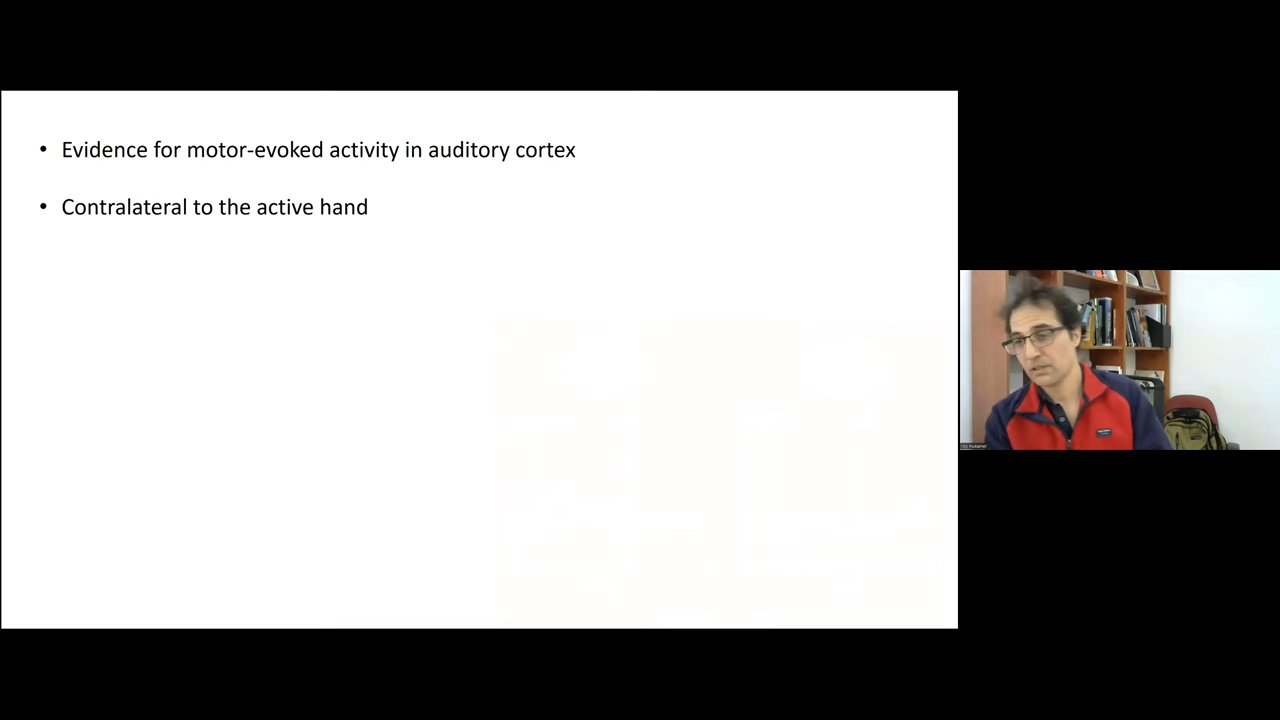 • Evidence for motor-evoked activity in auditory cortex
• Contralateral to the active hand